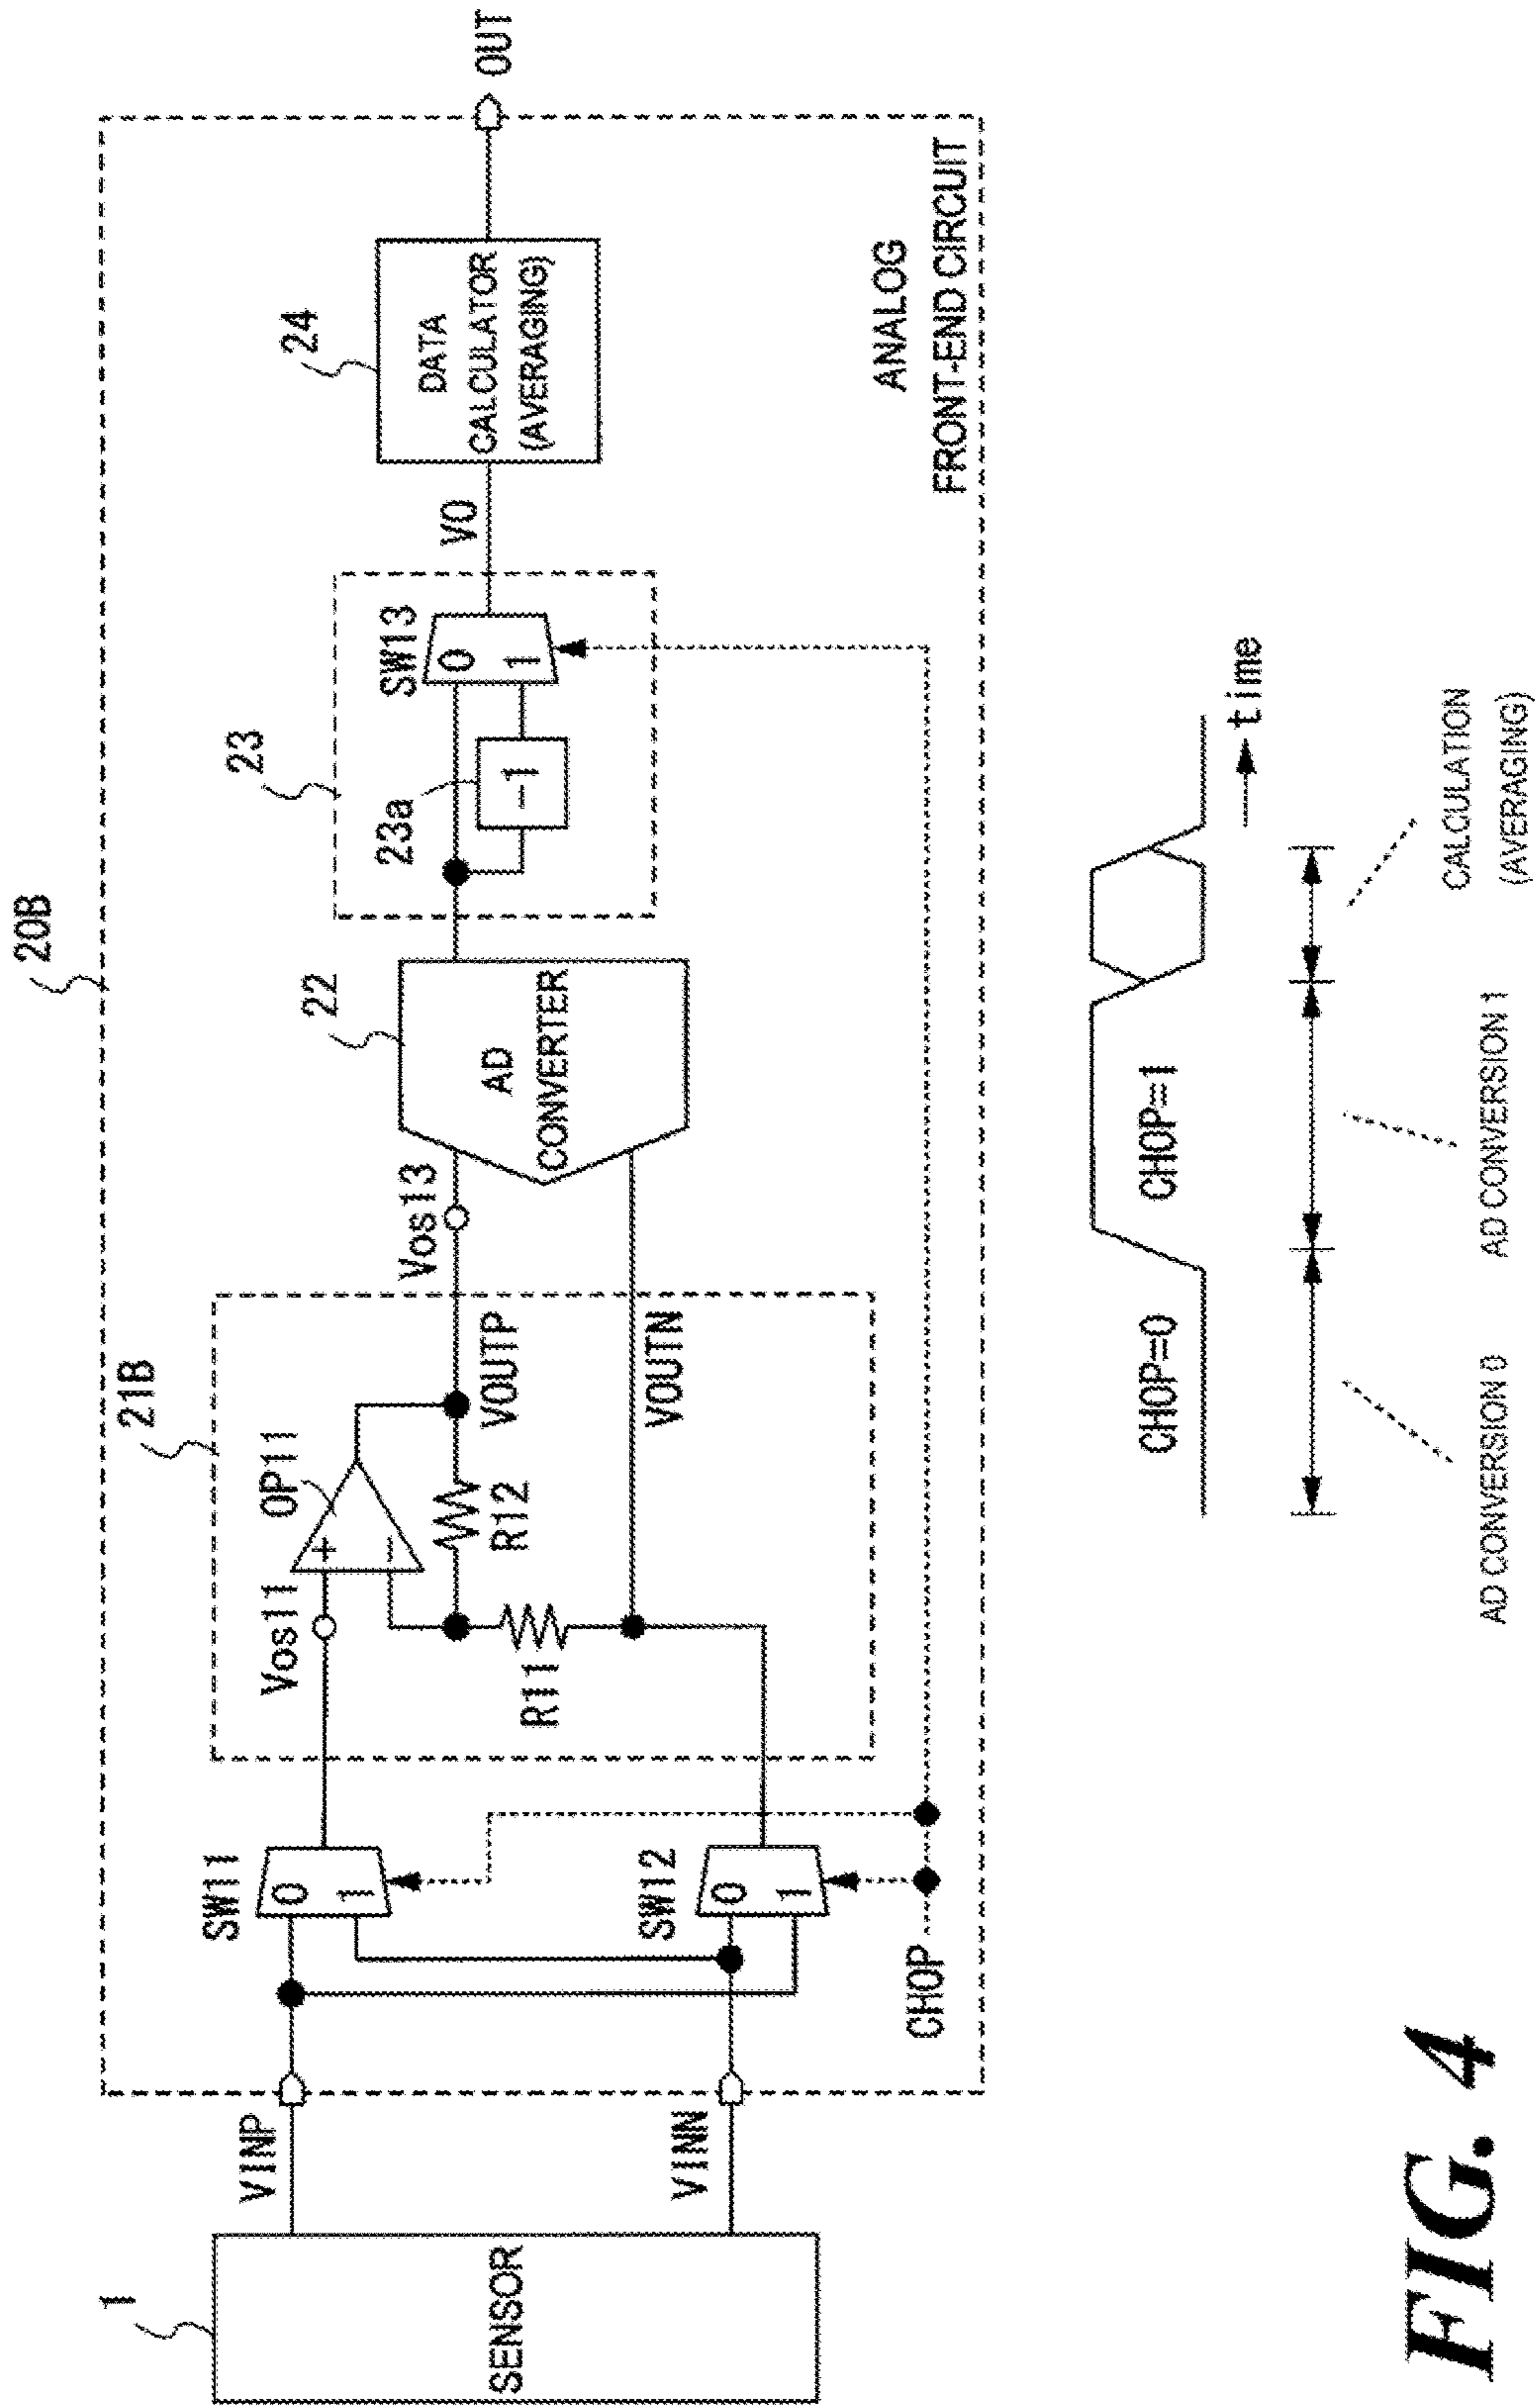 20B
1
SENSOR
VINP
VINN
SW11
0
1
SW12
0
1
CHOP
21B
Vos11
OP11
+
−
R12
R11
VOUTP
VOUTN
Vos13
22
AD
CONVERTER
23
23a
-1
SW13
0
1
VO
24
DATA
CALCULATOR
(AVERAGING)
OUT
ANALOG
FRONT-END CIRCUIT
CHOP=0
CHOP=1
time
AD CONVERSION 0
AD CONVERSION 1
CALCULATION
(AVERAGING)
FIG. 4